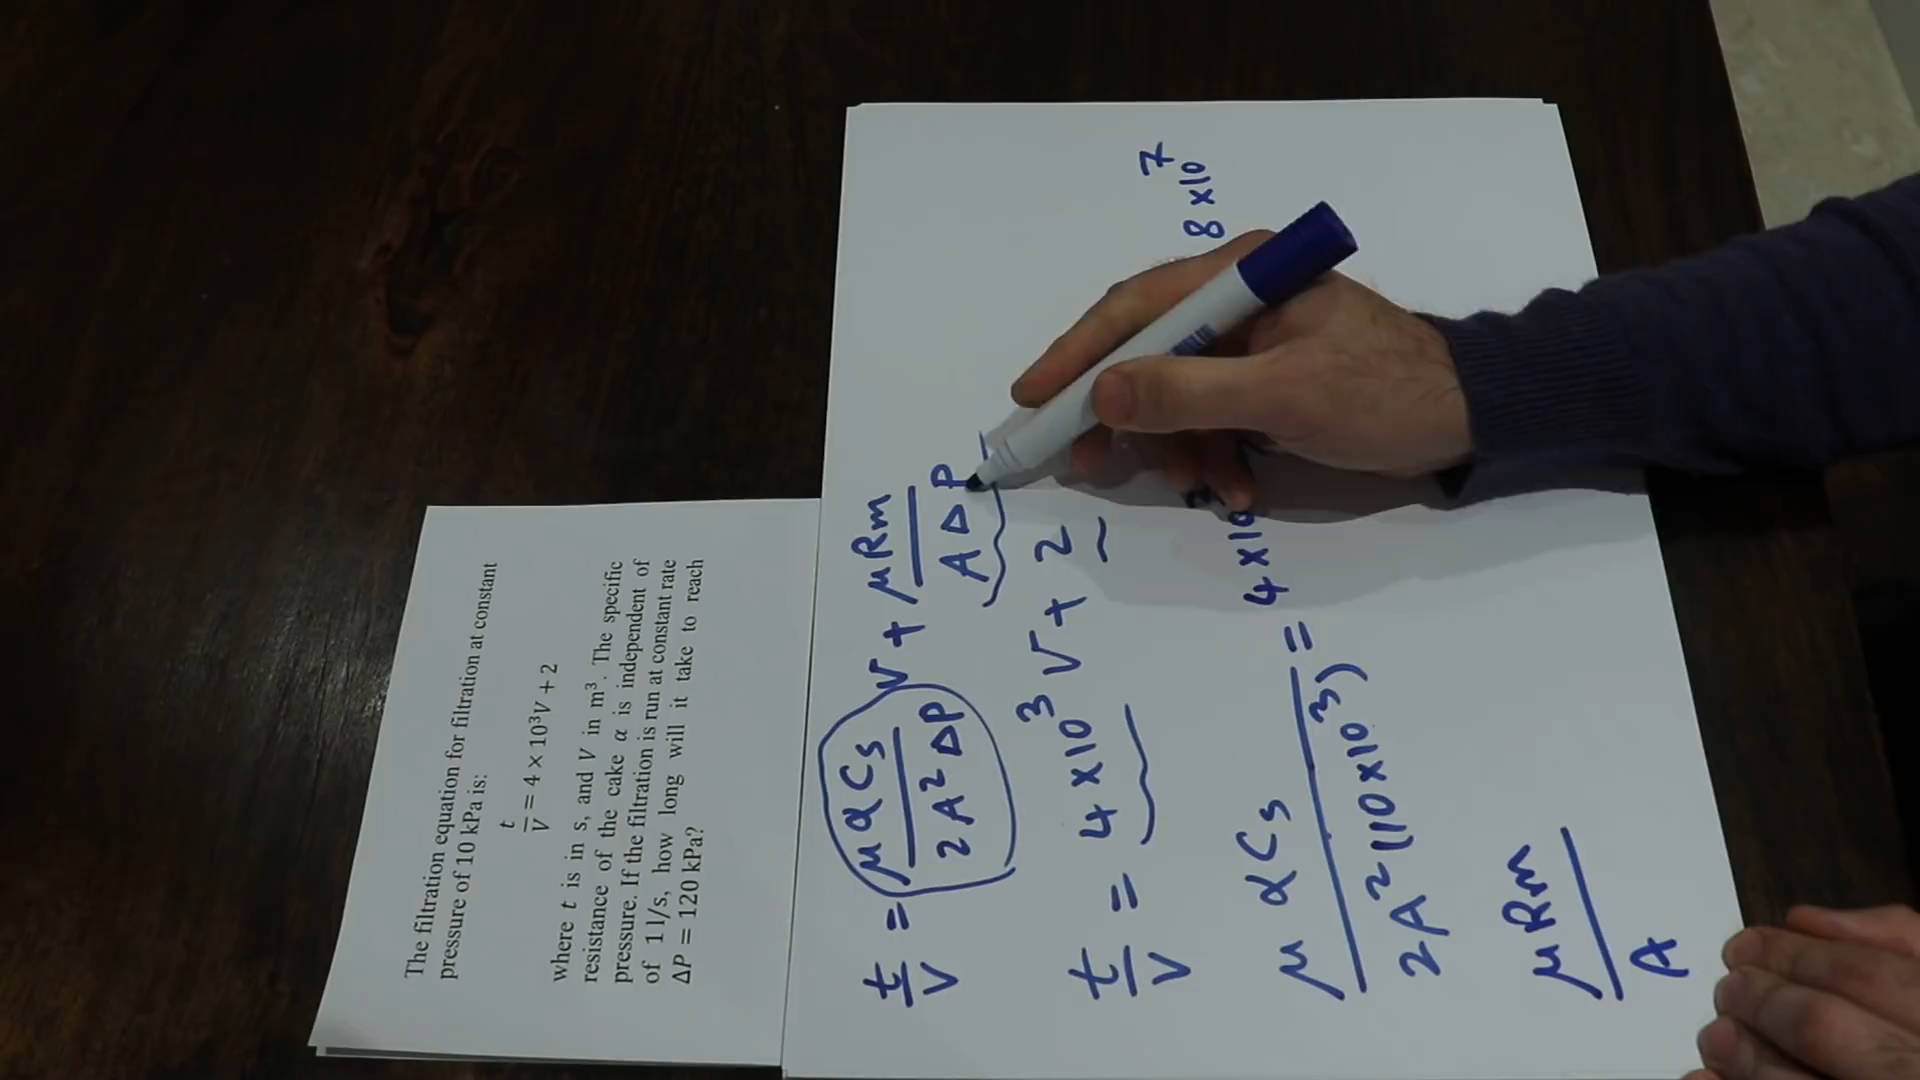 The filtration equation for filtration at constant
pressure of 10 kPa is:
t/V = 4 × 10³V + 2
where t is in s, and V in m³. The specific
resistance of the cake α is independent of
pressure. If the filtration is run at constant rate
of 1 l/s, how long will it take to reach
ΔP = 120 kPa?
t/V = μαCs/2A²ΔP V + μRm/AΔP
t/V = 4×10³ V + 2
μαCs/2A²(10×10³) = 4×10 8×10⁷
μRm/A